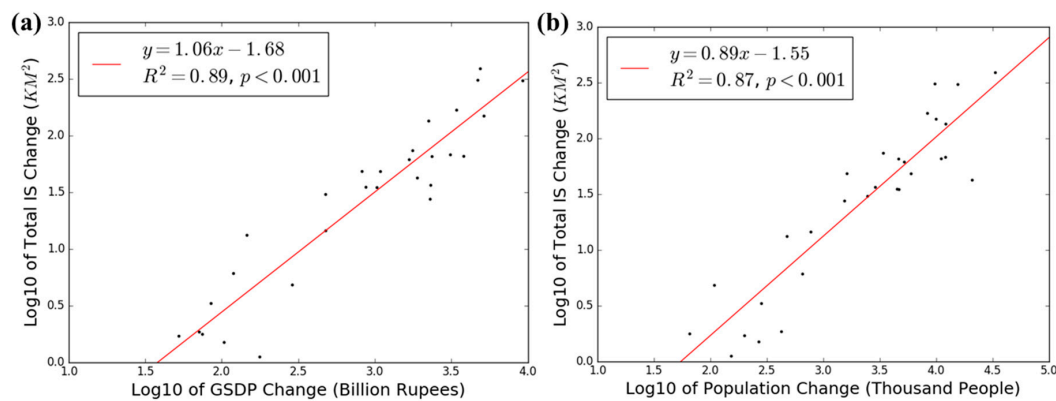 (a)
y = 1.06x − 1.68
R² = 0.89, p < 0.001
Log10 of Total IS Change (KM²)
3.0
2.5
2.0
1.5
1.0
0.5
0.0
1.0 1.5 2.0 2.5 3.0 3.5 4.0
Log10 of GSDP Change (Billion Rupees)
(b)
y = 0.89x − 1.55
R² = 0.87, p < 0.001
Log10 of Total IS Change (KM²)
3.0
2.5
2.0
1.5
1.0
0.5
0.0
1.0 1.5 2.0 2.5 3.0 3.5 4.0 4.5 5.0
Log10 of Population Change (Thousand People)